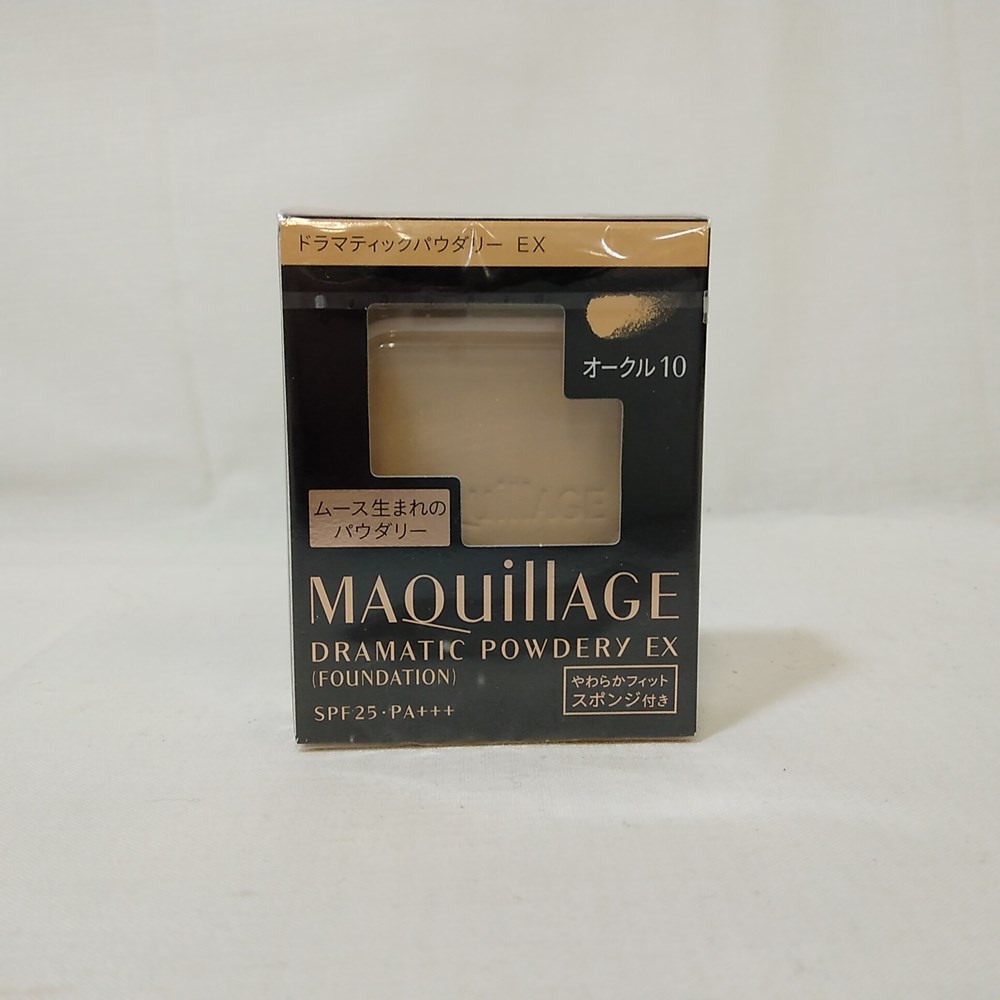 ドラマティックパウダリー EX
オークル10
QuillAGE
ムース生まれの
パウダリー
MAQuillAGE
DRAMATIC POWDERY EX
(FOUNDATION)
やわらかフィット
スポンジ付き
SPF25・PA+++